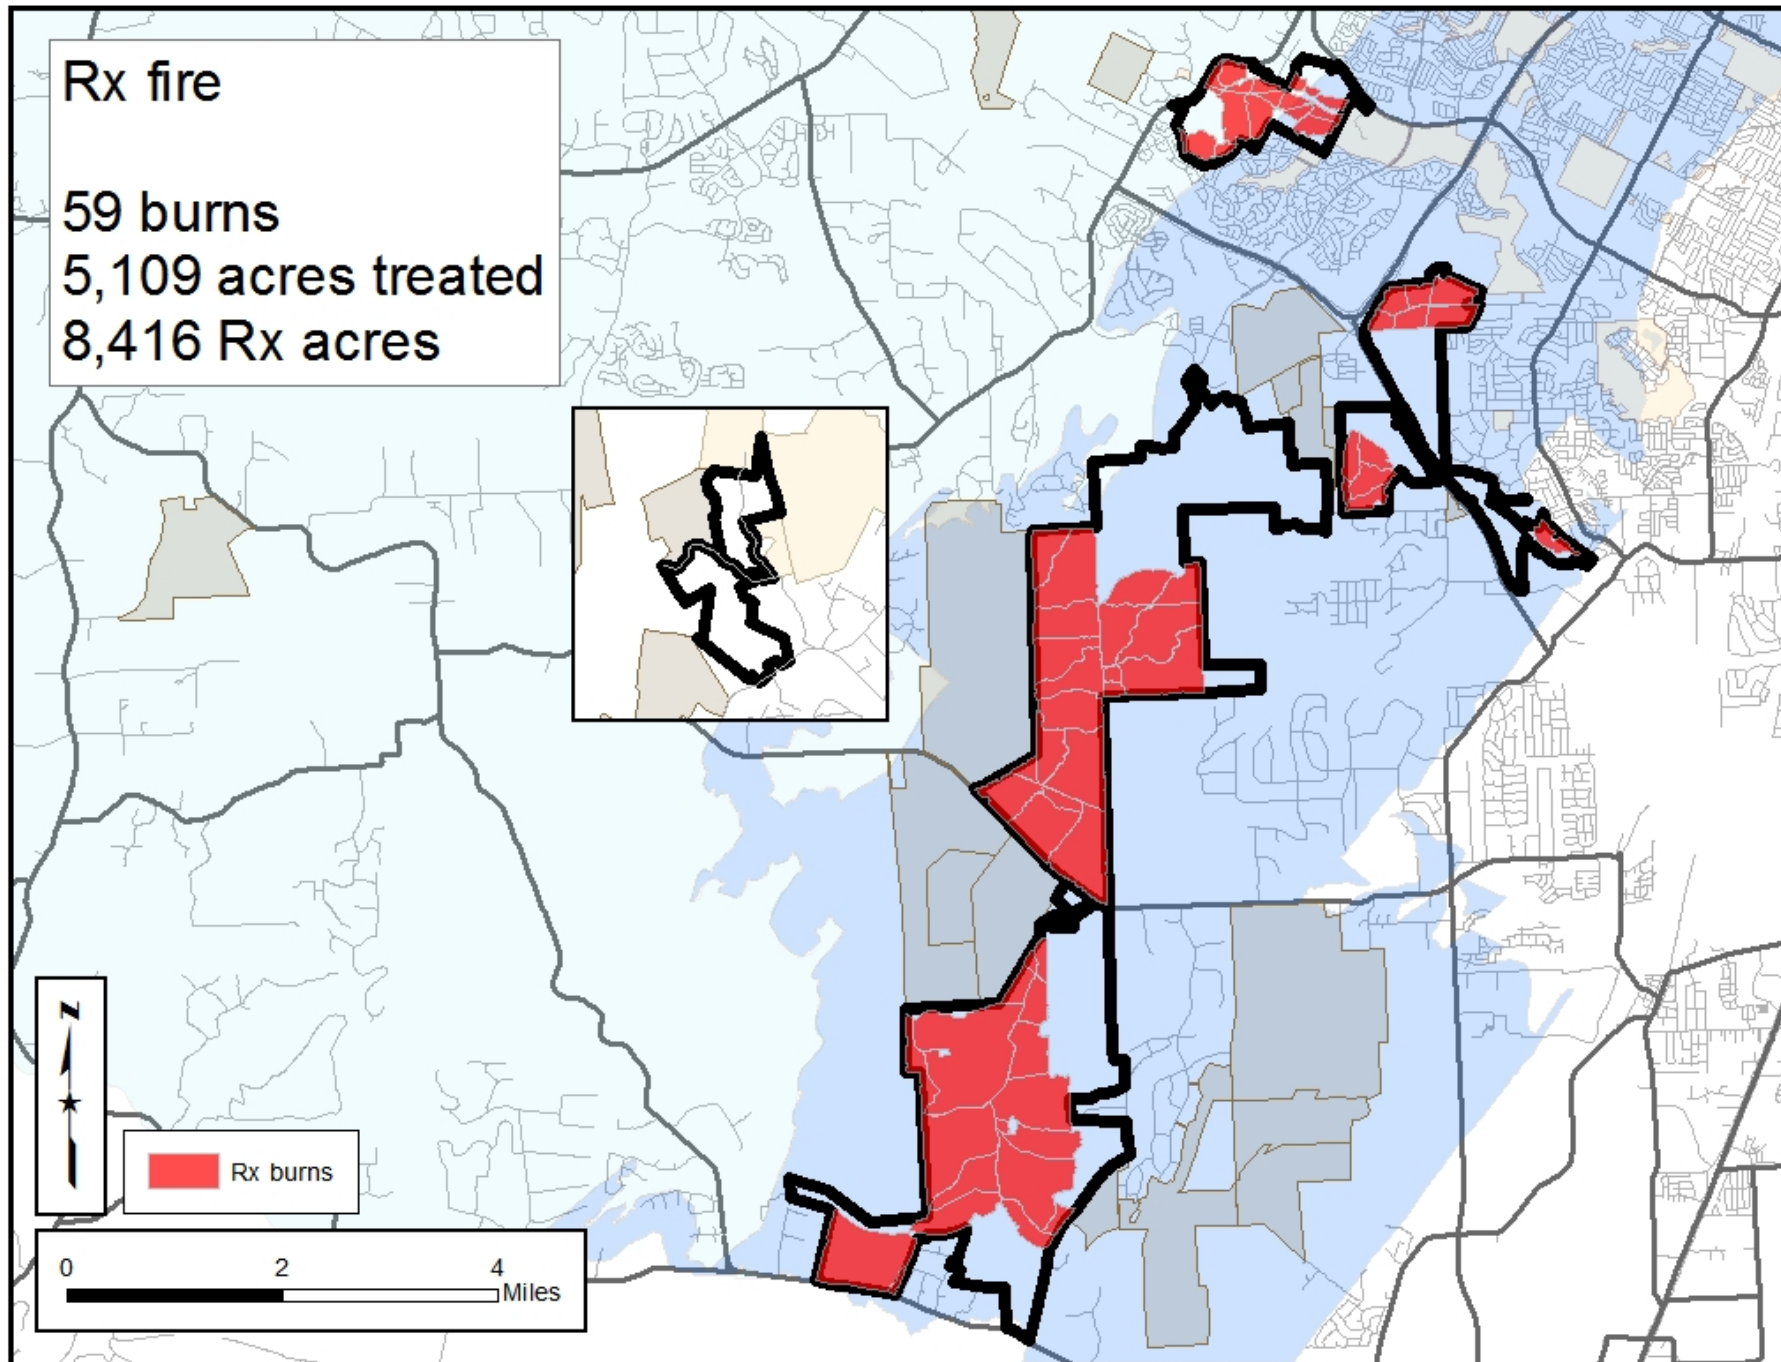 Rx fire
59 burns
5,109 acres treated
8,416 Rx acres
N
Rx burns
0 2 4
Miles